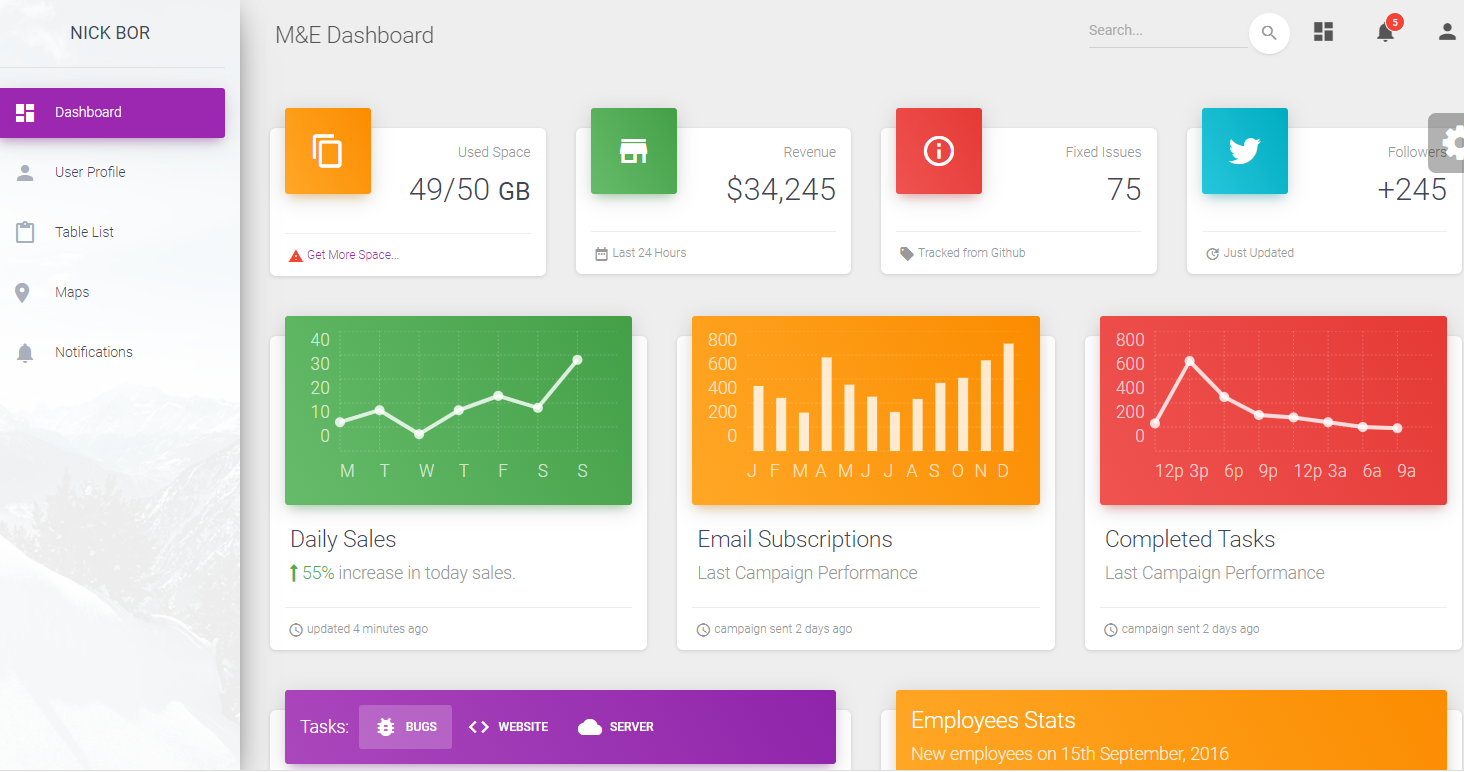 NICK BOR
Dashboard
User Profile
Table List
Maps
Notifications
M&E Dashboard
Search...
5
Used Space
49/50 GB
Get More Space...
Revenue
$34,245
Last 24 Hours
Fixed Issues
75
Tracked from Github
Followers
+245
Just Updated
40
30
20
10
0
M T W T F S S
Daily Sales
55% increase in today sales.
updated 4 minutes ago
800
600
400
200
0
J F M A M J J A S O N D
Email Subscriptions
Last Campaign Performance
campaign sent 2 days ago
800
600
400
200
0
12p 3p 6p 9p 12p 3a 6a 9a
Completed Tasks
Last Campaign Performance
campaign sent 2 days ago
Tasks: BUGS WEBSITE SERVER
Employees Stats
New employees on 15th September, 2016